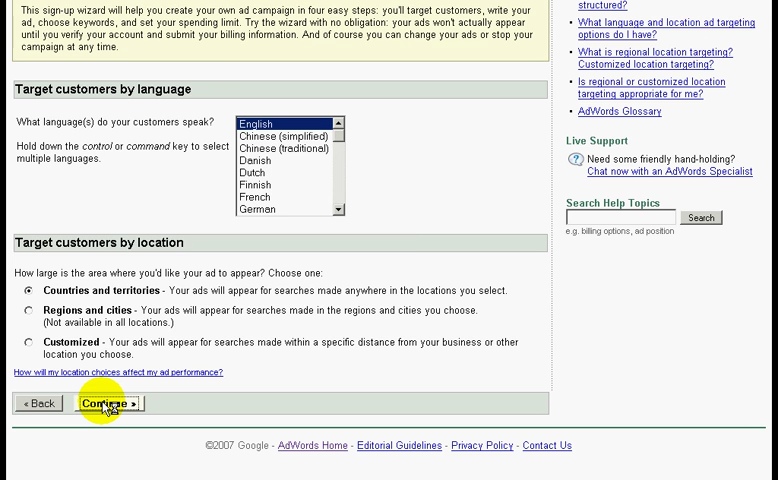 This sign-up wizard will help you create your own ad campaign in four easy steps: you'll target customers, write your
ad, choose keywords, and set your spending limit. Try the wizard with no obligation: your ads won't actually appear
until you verify your account and submit your billing information. And of course you can change your ads or stop your
campaign at any time.
Target customers by language
What language(s) do your customers speak?
Hold down the control or command key to select
multiple languages.
English
Chinese (simplified)
Chinese (traditional)
Danish
Dutch
Finnish
French
German
Target customers by location
How large is the area where you'd like your ad to appear? Choose one:
Countries and territories - Your ads will appear for searches made anywhere in the locations you select.
Regions and cities - Your ads will appear for searches made in the regions and cities you choose.
(Not available in all locations.)
Customized - Your ads will appear for searches made within a specific distance from your business or other
location you choose.
How will my location choices affect my ad performance?
« Back
Continue »
structured?
What language and location ad targeting
options do I have?
What is regional location targeting?
Customized location targeting?
Is regional or customized location
targeting appropriate for me?
AdWords Glossary
Live Support
Need some friendly hand-holding?
Chat now with an AdWords Specialist
Search Help Topics
Search
e.g. billing options, ad position
©2007 Google - AdWords Home - Editorial Guidelines - Privacy Policy - Contact Us